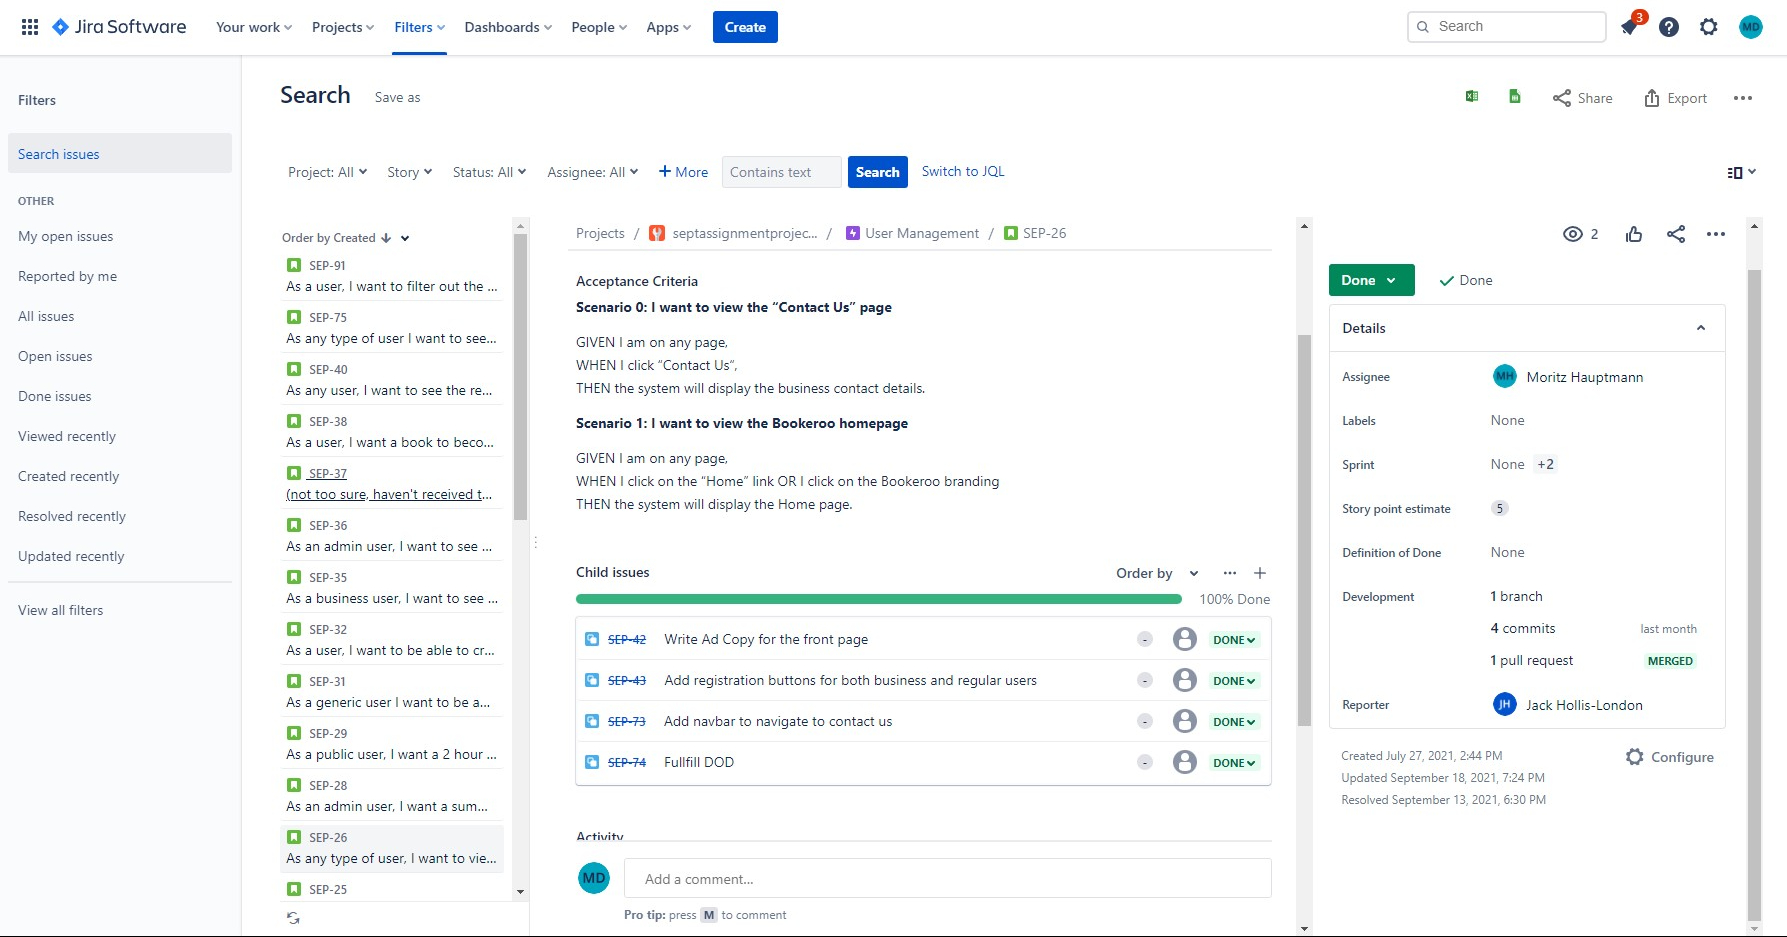 Jira Software
Your work
Projects
Filters
Dashboards
People
Apps
Create
Search
3
MD
Filters
Search issues
OTHER
My open issues
Reported by me
All issues
Open issues
Done issues
Viewed recently
Created recently
Resolved recently
Updated recently
View all filters
Search
Save as
Share
Export
Project: All
Story
Status: All
Assignee: All
+ More
Contains text
Search
Switch to JQL
Order by Created
SEP-91
As a user, I want to filter out the ...
SEP-75
As any type of user I want to see...
SEP-40
As any user, I want to see the re...
SEP-38
As a user, I want a book to beco...
SEP-37
(not too sure, haven't received t...
SEP-36
As an admin user, I want to see ...
SEP-35
As a business user, I want to see ...
SEP-32
As a user, I want to be able to cr...
SEP-31
As a generic user I want to be a...
SEP-29
As a public user, I want a 2 hour ...
SEP-28
As an admin user, I want a sum...
SEP-26
As any type of user, I want to vie...
SEP-25
Projects / septassignmentprojec... / User Management / SEP-26
Acceptance Criteria
Scenario 0: I want to view the “Contact Us” page
GIVEN I am on any page,
WHEN I click “Contact Us”,
THEN the system will display the business contact details.
Scenario 1: I want to view the Bookeroo homepage
GIVEN I am on any page,
WHEN I click on the “Home” link OR I click on the Bookeroo branding
THEN the system will display the Home page.
Child issues
Order by
100% Done
SEP-42 Write Ad Copy for the front page - DONE
SEP-43 Add registration buttons for both business and regular users - DONE
SEP-73 Add navbar to navigate to contact us - DONE
SEP-74 Fullfill DOD - DONE
Activity
MD
Add a comment...
Pro tip: press M to comment
2
Done
Done
Details
Assignee MH Moritz Hauptmann
Labels None
Sprint None +2
Story point estimate 5
Definition of Done None
Development 1 branch
4 commits last month
1 pull request MERGED
Reporter JH Jack Hollis-London
Created July 27, 2021, 2:44 PM
Updated September 18, 2021, 7:24 PM
Resolved September 13, 2021, 6:30 PM
Configure